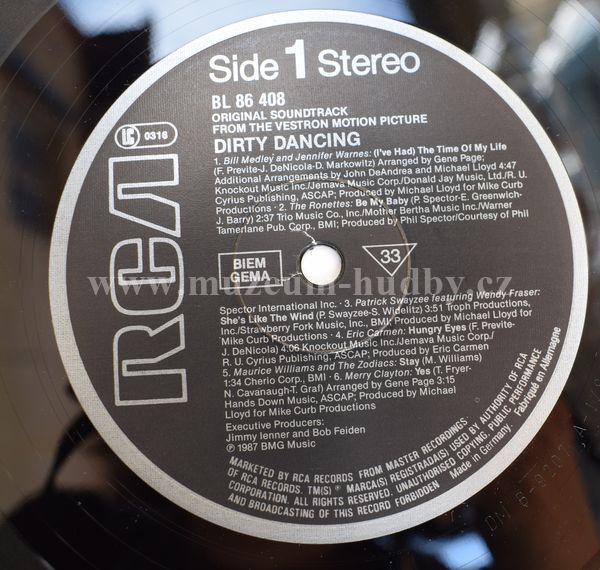 Side 1 Stereo
BL 86 408
ORIGINAL SOUNDTRACK
FROM THE VESTRON MOTION PICTURE
DIRTY DANCING
LC 0316
RCA
1. Bill Medley and Jennifer Warnes: (I've Had) The Time Of My Life
(F. Previte-J. DeNicola-D. Markowitz) Arranged by Gene Page;
Additional Arrangements by John DeAndrea and Michael Lloyd 4:47
Knockout Music Inc./Jemava Music Corp./Donald Jay Music, Ltd./R. U.
Cyrius Publishing, ASCAP; Produced by Michael Lloyd for Mike Curb
Productions · 2. The Ronettes: Be My Baby (P. Spector-E. Greenwich-
J. Barry) 2:37 Trio Music Co., Inc./Mother Bertha Music Inc./Warner
Tamerlane Pub. Corp., BMI; Produced by Phil Spector/Courtesy of Phil
BIEM
GEMA
33
Spector International Inc. · 3. Patrick Swayzee featuring Wendy Fraser:
She's Like The Wind (P. Swayzee-S. Widelitz) 3:51 Troph Productions,
Inc./Strawberry Fork Music, Inc., BMI; Produced by Michael Lloyd for
Mike Curb Productions · 4. Eric Carmen: Hungry Eyes (F. Previte-
J. DeNicola) 4:06 Knockout Music Inc./Jemava Music Corp./
R. U. Cyrius Publishing, ASCAP; Produced by Eric Carmen
5. Maurice Williams and The Zodiacs: Stay (M. Williams)
1:34 Cherio Corp., BMI · 6. Merry Clayton: Yes (T. Fryer-
N. Cavanaugh-T. Graf) Arranged by Gene Page 3:15
Hands Down Music, ASCAP; Produced by Michael
Lloyd for Mike Curb Productions
Executive Producers:
Jimmy Ienner and Bob Feiden
℗ 1987 BMG Music
MARKETED BY RCA RECORDS FROM MASTER RECORDINGS
OF RCA RECORDS. TM(S) ® MARCA(S) REGISTRADA(S) USED BY AUTHORITY OF RCA
CORPORATION. ALL RIGHTS RESERVED. UNAUTHORISED COPYING, PUBLIC PERFORMANCE
AND BROADCASTING OF THIS RECORD FORBIDDEN
Made in Germany
Fabriqué en Allemagne
www.muzeum-hudby.cz